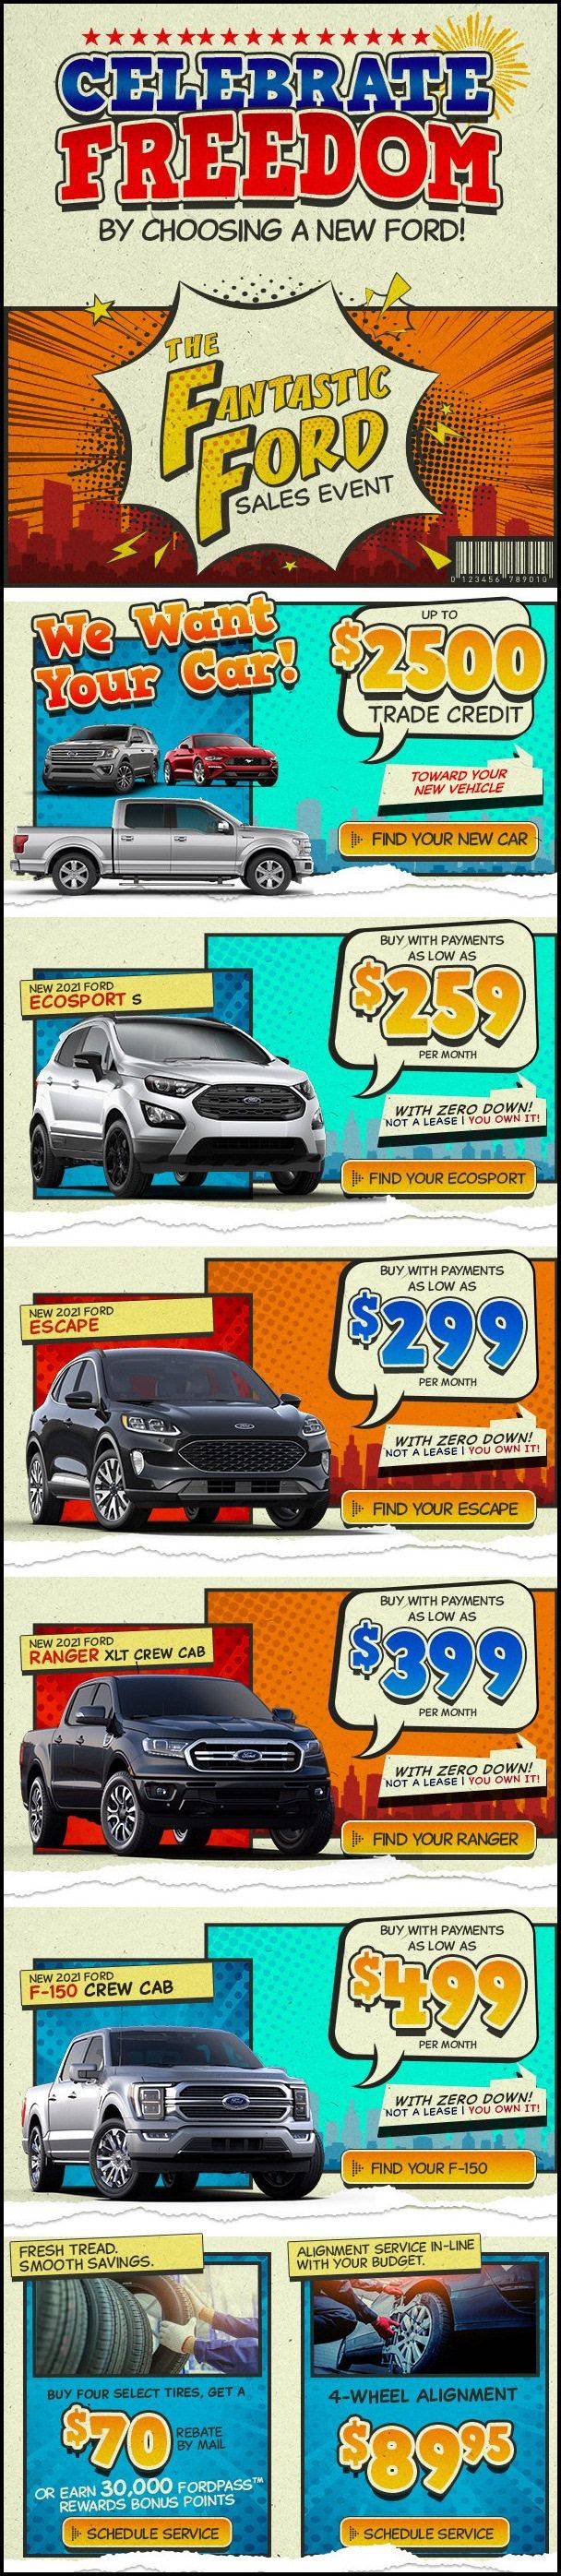 CELEBRATE
FREEDOM
BY CHOOSING A NEW FORD!
THE
FANTASTIC
FORD
SALES EVENT
0 123456 789010
We Want
Your Car!
UP TO
$2500
TRADE CREDIT
TOWARD YOUR
NEW VEHICLE
FIND YOUR NEW CAR
NEW 2021 FORD
ECOSPORT S
BUY WITH PAYMENTS
AS LOW AS
$259
PER MONTH
WITH ZERO DOWN!
NOT A LEASE | YOU OWN IT!
FIND YOUR ECOSPORT
NEW 2021 FORD
ESCAPE
BUY WITH PAYMENTS
AS LOW AS
$299
PER MONTH
WITH ZERO DOWN!
NOT A LEASE | YOU OWN IT!
FIND YOUR ESCAPE
NEW 2021 FORD
RANGER XLT CREW CAB
BUY WITH PAYMENTS
AS LOW AS
$399
PER MONTH
WITH ZERO DOWN!
NOT A LEASE | YOU OWN IT!
FIND YOUR RANGER
NEW 2021 FORD
F-150 CREW CAB
BUY WITH PAYMENTS
AS LOW AS
$499
PER MONTH
WITH ZERO DOWN!
NOT A LEASE | YOU OWN IT!
FIND YOUR F-150
FRESH TREAD.
SMOOTH SAVINGS.
BUY FOUR SELECT TIRES, GET A
$70
REBATE
BY MAIL
OR EARN 30,000 FORDPASS™
REWARDS BONUS POINTS
SCHEDULE SERVICE
ALIGNMENT SERVICE IN-LINE
WITH YOUR BUDGET.
4-WHEEL ALIGNMENT
$89.95
SCHEDULE SERVICE